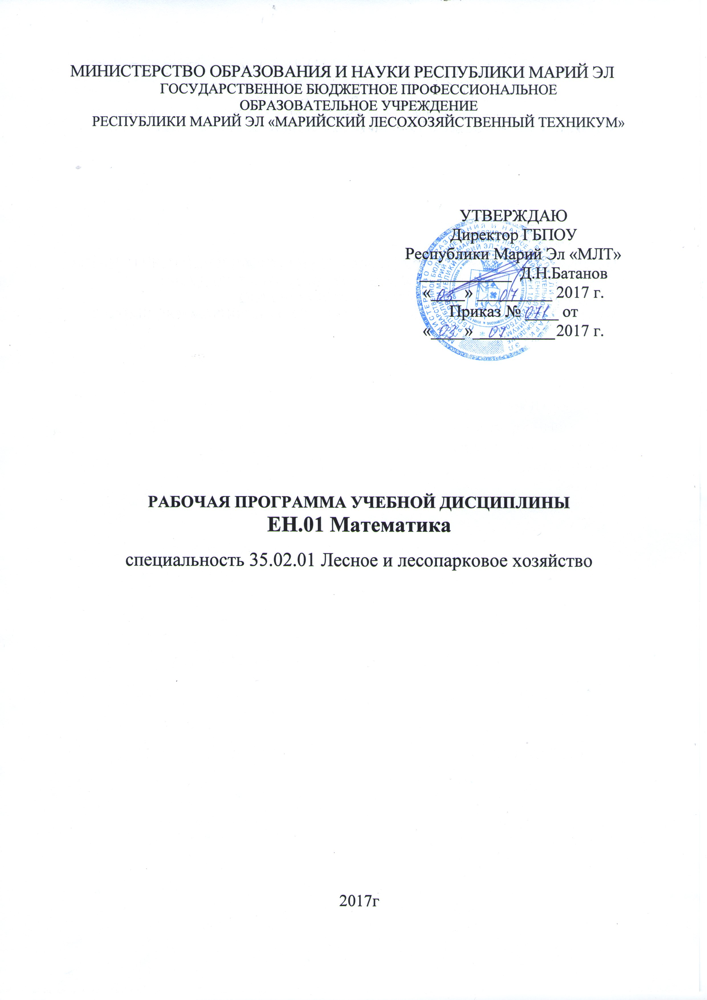 МИНИСТЕРСТВО ОБРАЗОВАНИЯ И НАУКИ РЕСПУБЛИКИ МАРИЙ ЭЛ
ГОСУДАРСТВЕННОЕ БЮДЖЕТНОЕ ПРОФЕССИОНАЛЬНОЕ
ОБРАЗОВАТЕЛЬНОЕ УЧРЕЖДЕНИЕ
РЕСПУБЛИКИ МАРИЙ ЭЛ «МАРИЙСКИЙ ЛЕСОХОЗЯЙСТВЕННЫЙ ТЕХНИКУМ»
УТВЕРЖДАЮ
Директор ГБПОУ
Республики Марий Эл «МЛТ»
Д.Н.Батанов
«03» 07 2017 г.
Приказ № 071 от
«03» 07 2017 г.
РАБОЧАЯ ПРОГРАММА УЧЕБНОЙ ДИСЦИПЛИНЫ
ЕН.01 Математика
специальность 35.02.01 Лесное и лесопарковое хозяйство
2017г